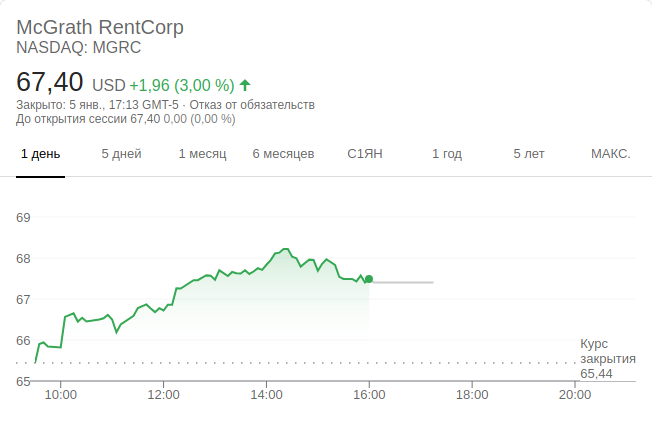 McGrath RentCorp
NASDAQ: MGRC
67,40 USD +1,96 (3,00 %)
Закрыто: 5 янв., 17:13 GMT-5 · Отказ от обязательств
До открытия сессии 67,40 0,00 (0,00 %)
1 день 5 дней 1 месяц 6 месяцев С1ЯН 1 год 5 лет МАКС.
69
68
67
66
Курс
закрытия
65,44
65
10:00 12:00 14:00 16:00 18:00 20:00